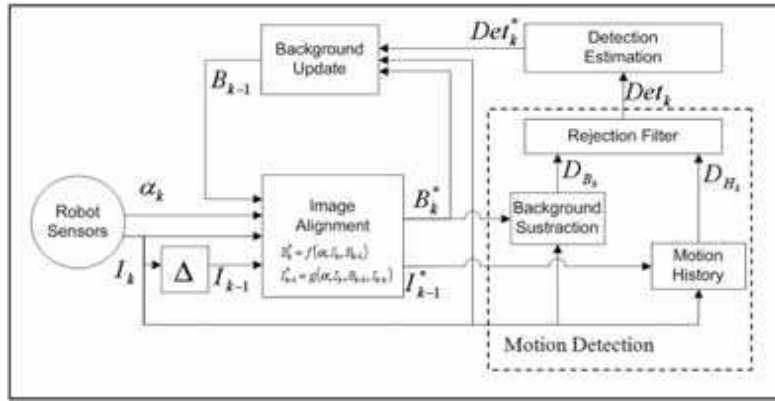 Background
Update
Det*k
Detection
Estimation
Bk-1
Detk
Rejection Filter
DBk
DHk
αk
Robot
Sensors
Image
Alignment
B*k
Background
Sustraction
Ik
Δ
Ik-1
I*k-1
Motion
History
Motion Detection